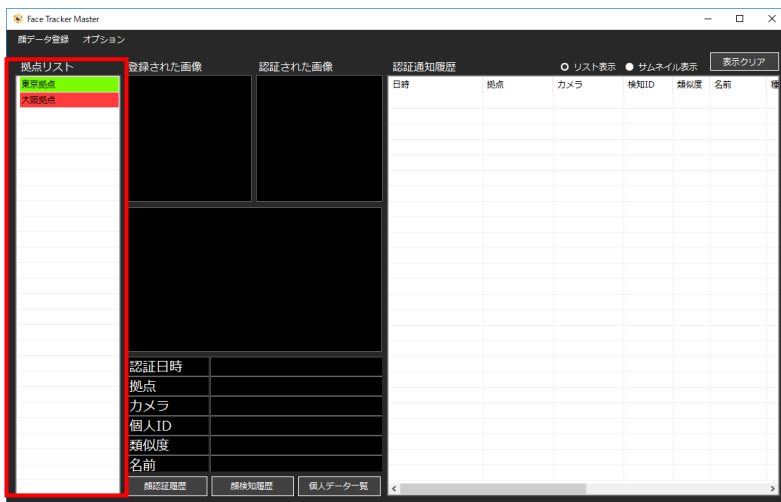 Face Tracker Master
顔データ登録 オプション
拠点リスト 登録された画像 認証された画像 認証通知履歴 リスト表示 サムネイル表示 表示クリア
東京拠点 日時 拠点 カメラ 検知ID 類似度 名前 種
大阪拠点
認証日時
拠点
カメラ
個人ID
類似度
名前
顔認証履歴 顔検知履歴 個人データ一覧